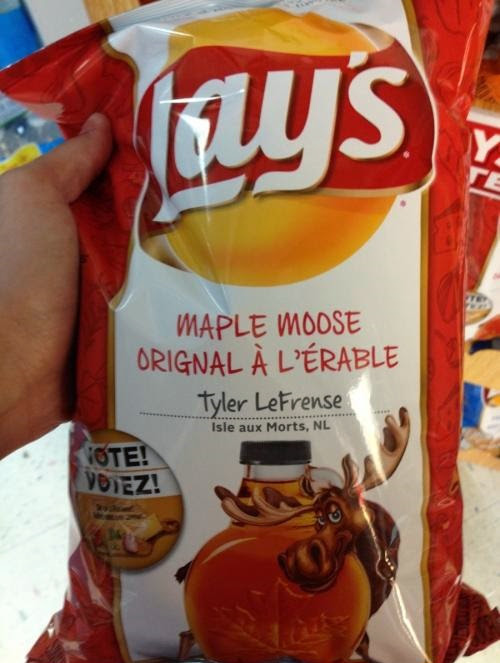 Lay's
MAPLE MOOSE
ORIGNAL À L'ÉRABLE
Tyler LeFrense
Isle aux Morts, NL
VOTE!
VOTEZ!